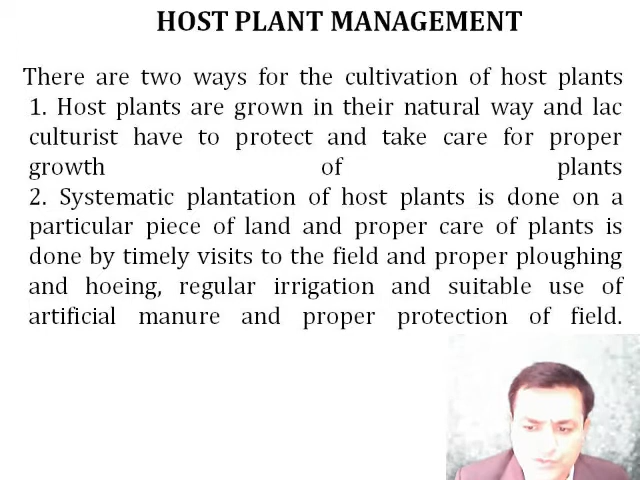 HOST PLANT MANAGEMENT
There are two ways for the cultivation of host plants
1. Host plants are grown in their natural way and lac
culturist have to protect and take care for proper
growth of plants
2. Systematic plantation of host plants is done on a
particular piece of land and proper care of plants is
done by timely visits to the field and proper ploughing
and hoeing, regular irrigation and suitable use of
artificial manure and proper protection of field.